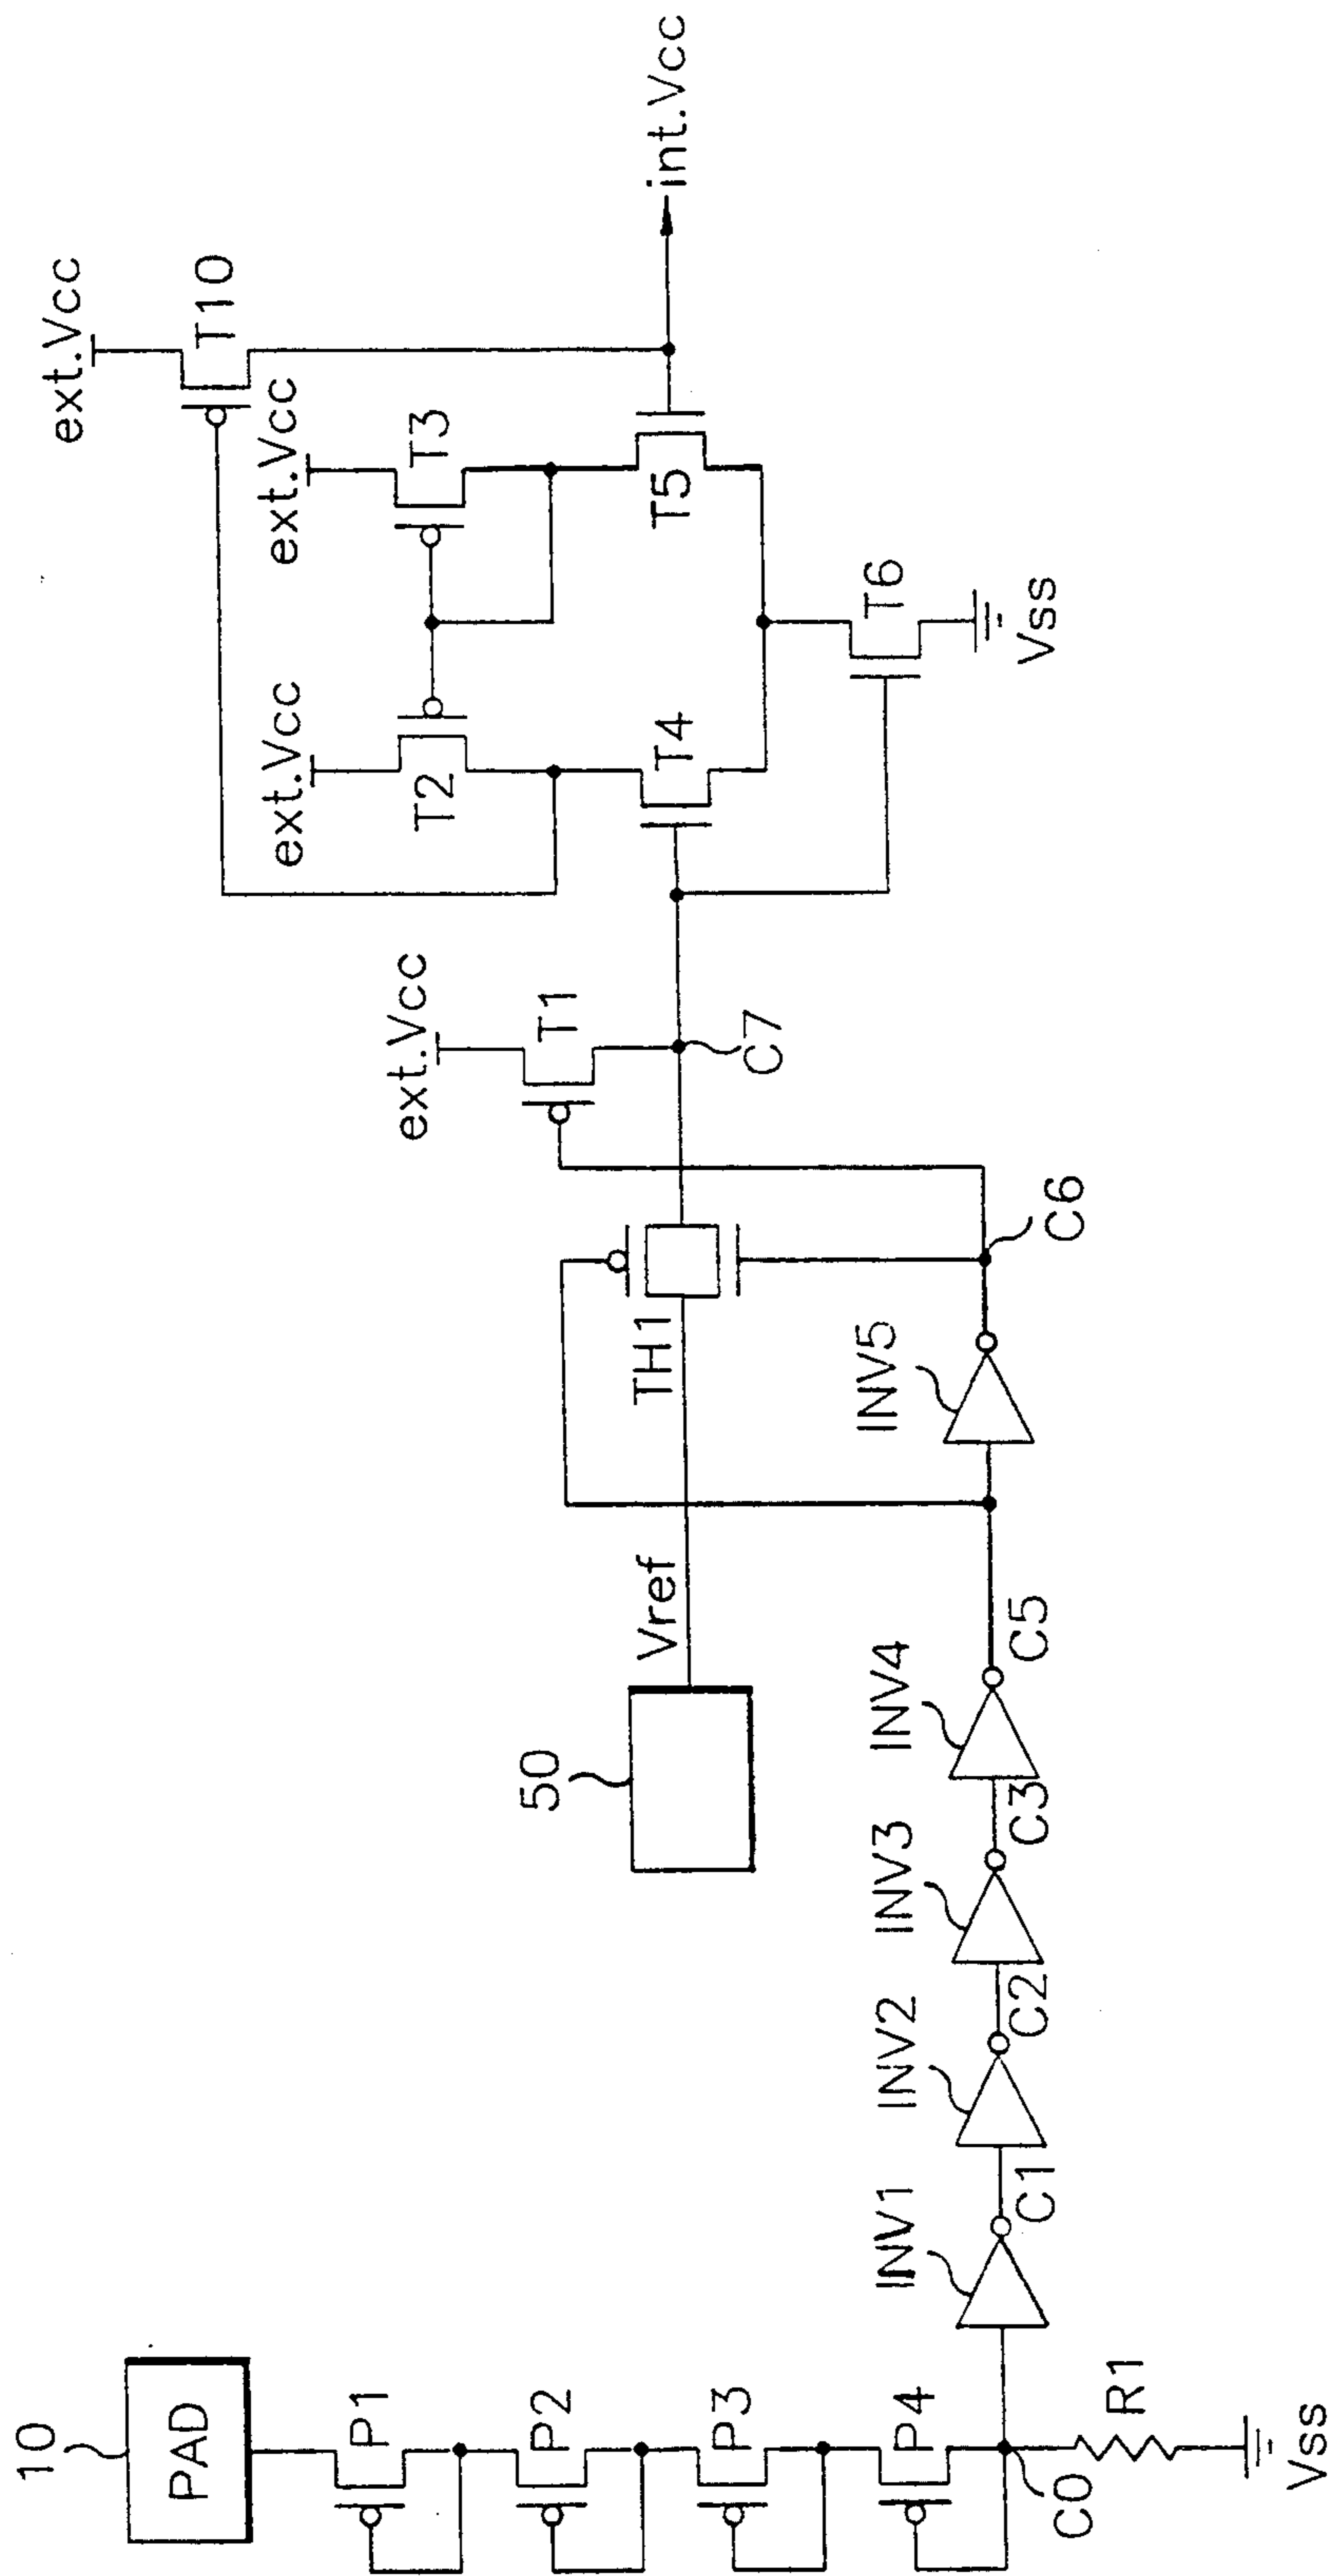 10
PAD
P1
P2
P3
P4
C0
R1
Vss
INV1
C1
INV2
C2
INV3
C3
INV4
C5
50
Vref
TH1
INV5
C6
ext.Vcc
T1
C7
ext.Vcc
T2
T4
ext.Vcc
T3
T5
T6
Vss
ext.Vcc
T10
int.Vcc